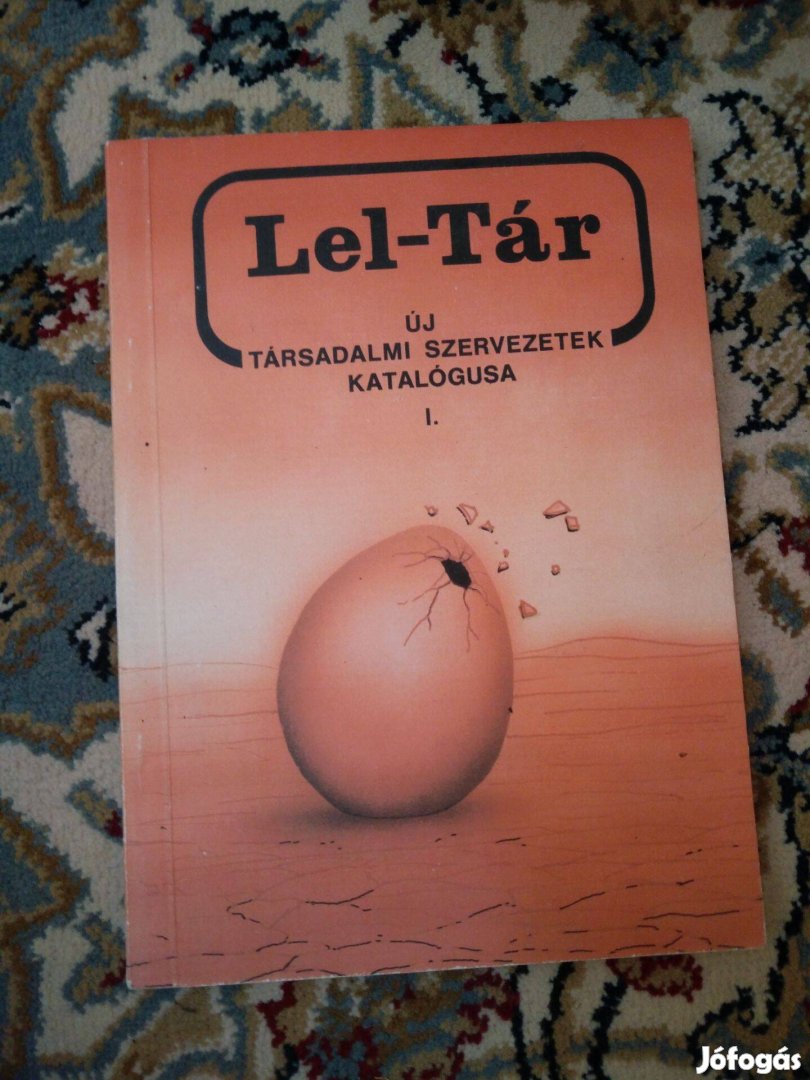 Lel-Tár
ÚJ
TÁRSADALMI SZERVEZETEK
KATALÓGUSA
I.
Jófogás